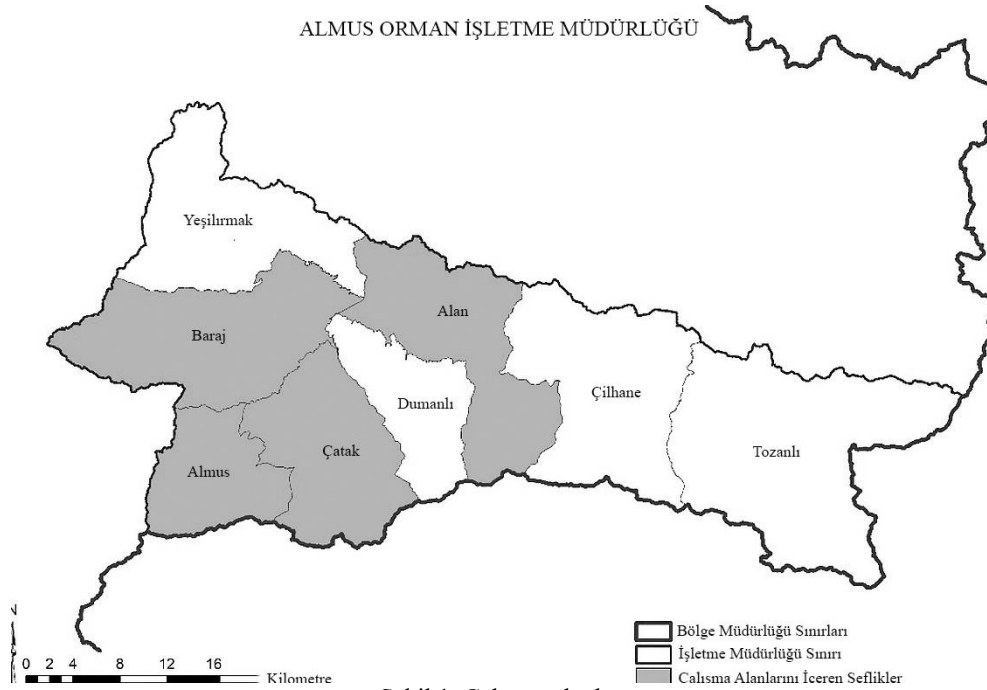 ALMUS ORMAN İŞLETME MÜDÜRLÜĞÜ
Yeşilırmak
Alan
Baraj
Dumanlı
Çilhane
Çatak
Tozanlı
Almus
N
Bölge Müdürlüğü Sınırları
İşletme Müdürlüğü Sınırı
0 2 4 8 12 16
Kilometre
Çalışma Alanlarını İçeren Şeflikler